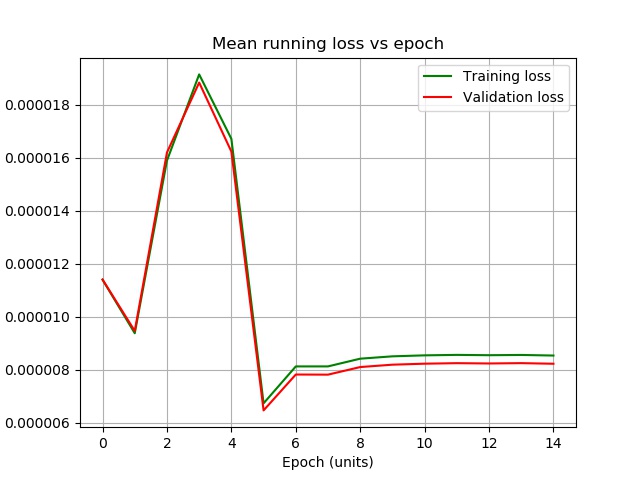 Mean running loss vs epoch
Training loss
Validation loss
0.000018
0.000016
0.000014
0.000012
0.000010
0.000008
0.000006
0 2 4 6 8 10 12 14
Epoch (units)